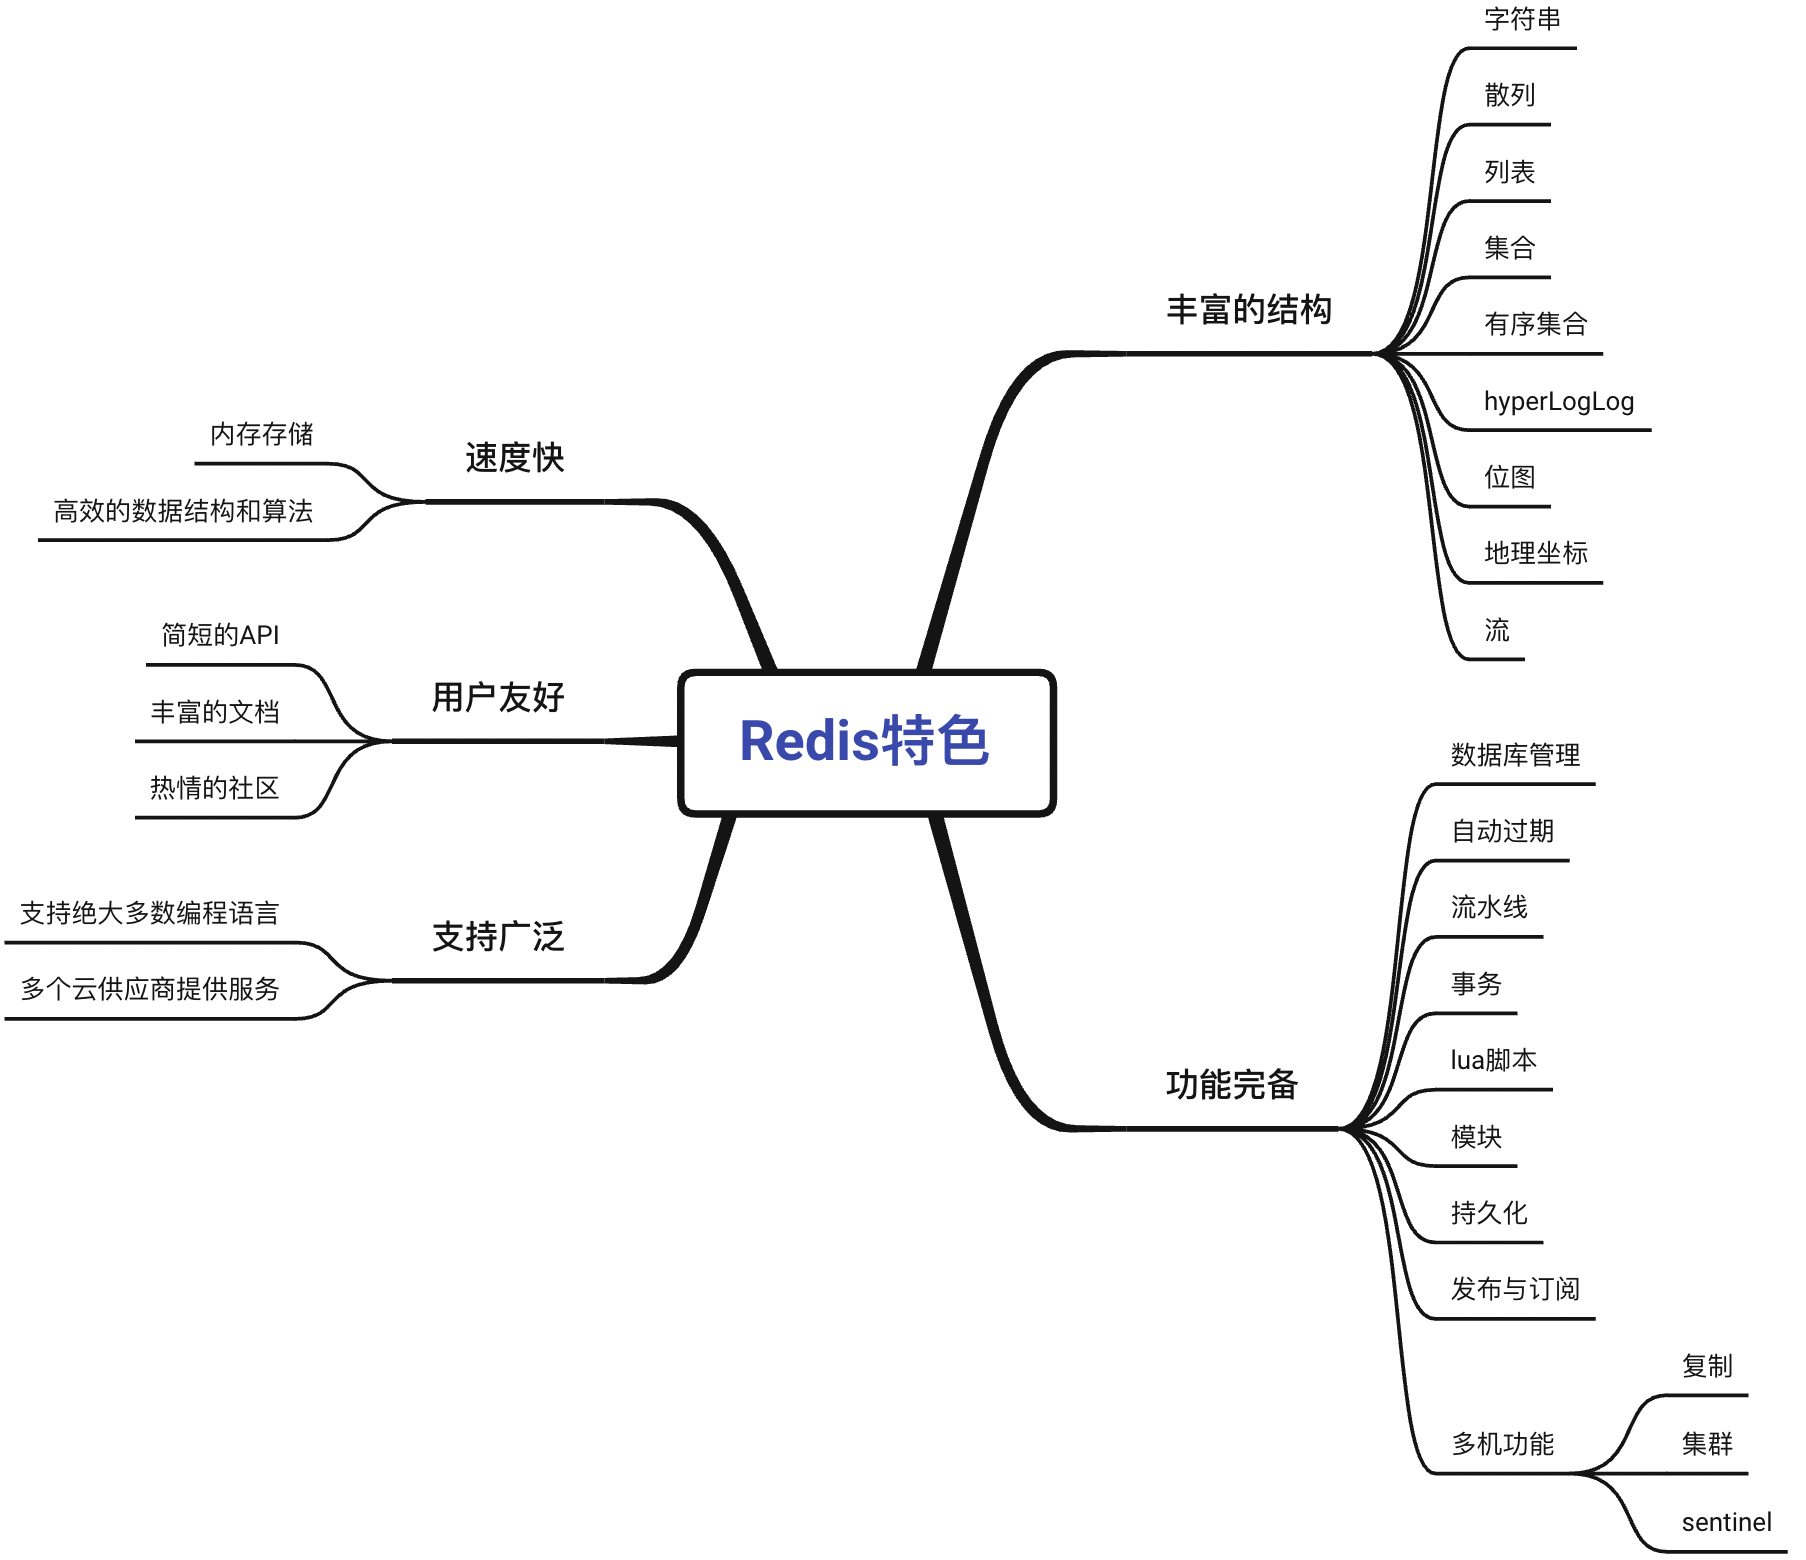 Redis特色
丰富的结构
字符串
散列
列表
集合
有序集合
hyperLogLog
位图
地理坐标
流
功能完备
数据库管理
自动过期
流水线
事务
lua脚本
模块
持久化
发布与订阅
多机功能
复制
集群
sentinel
速度快
内存存储
高效的数据结构和算法
用户友好
简短的API
丰富的文档
热情的社区
支持广泛
支持绝大多数编程语言
多个云供应商提供服务